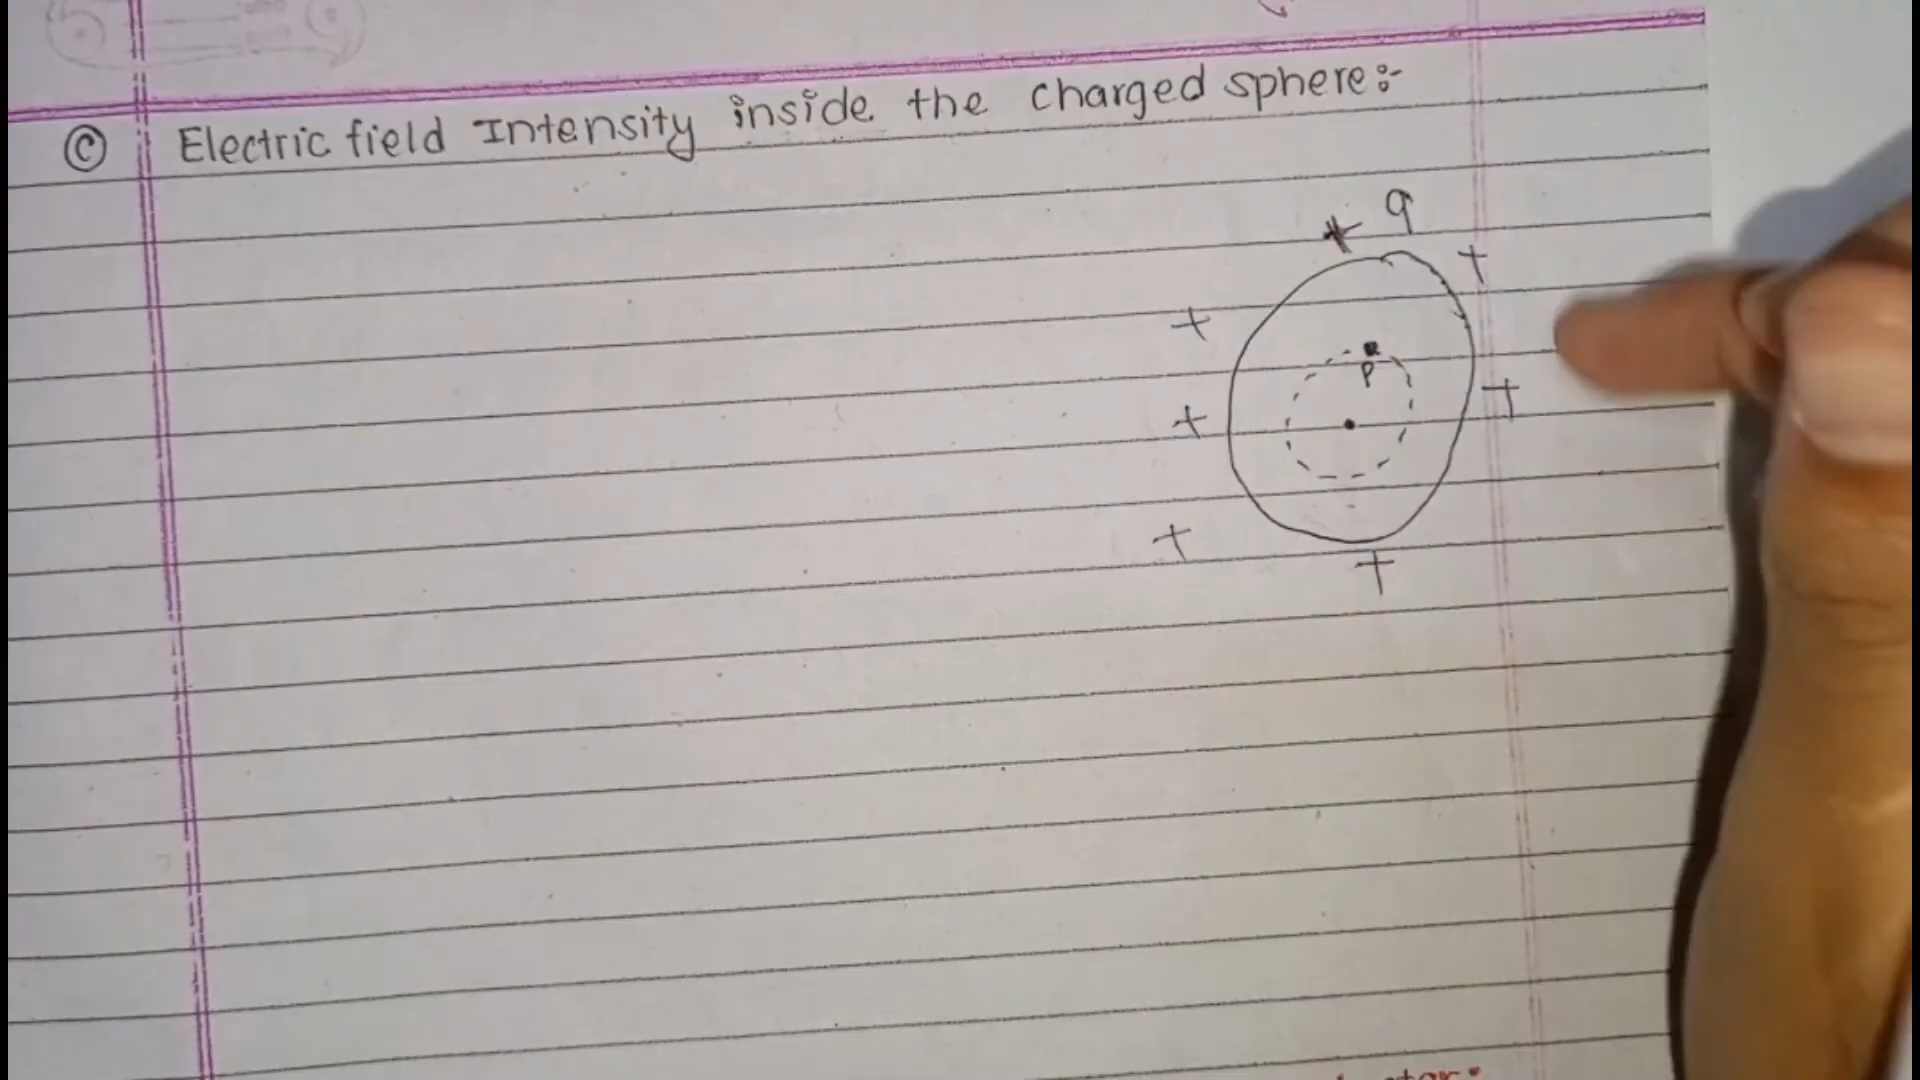 © Electric field Intensity inside the charged sphere:-
q
+
+
P
+
+
+
+